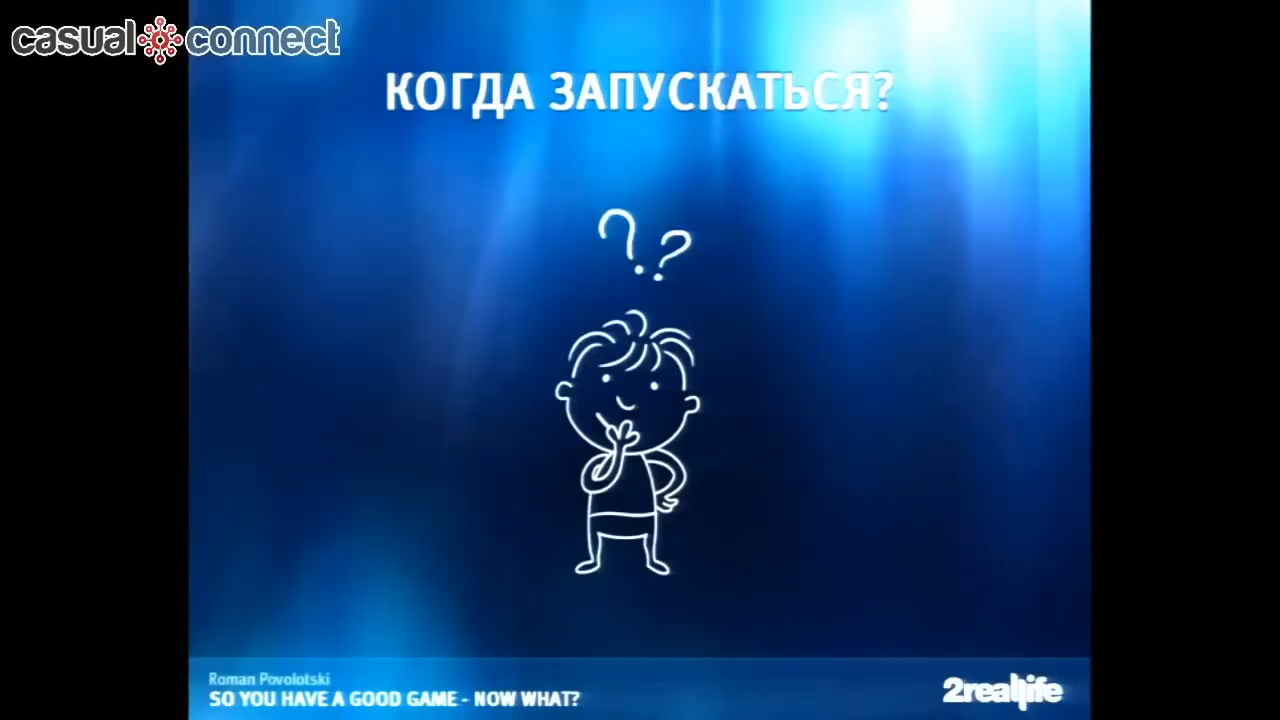 casual connect
КОГДА ЗАПУСКАТЬСЯ?
? ?
Roman Povolotski
SO YOU HAVE A GOOD GAME - NOW WHAT?
2reallife